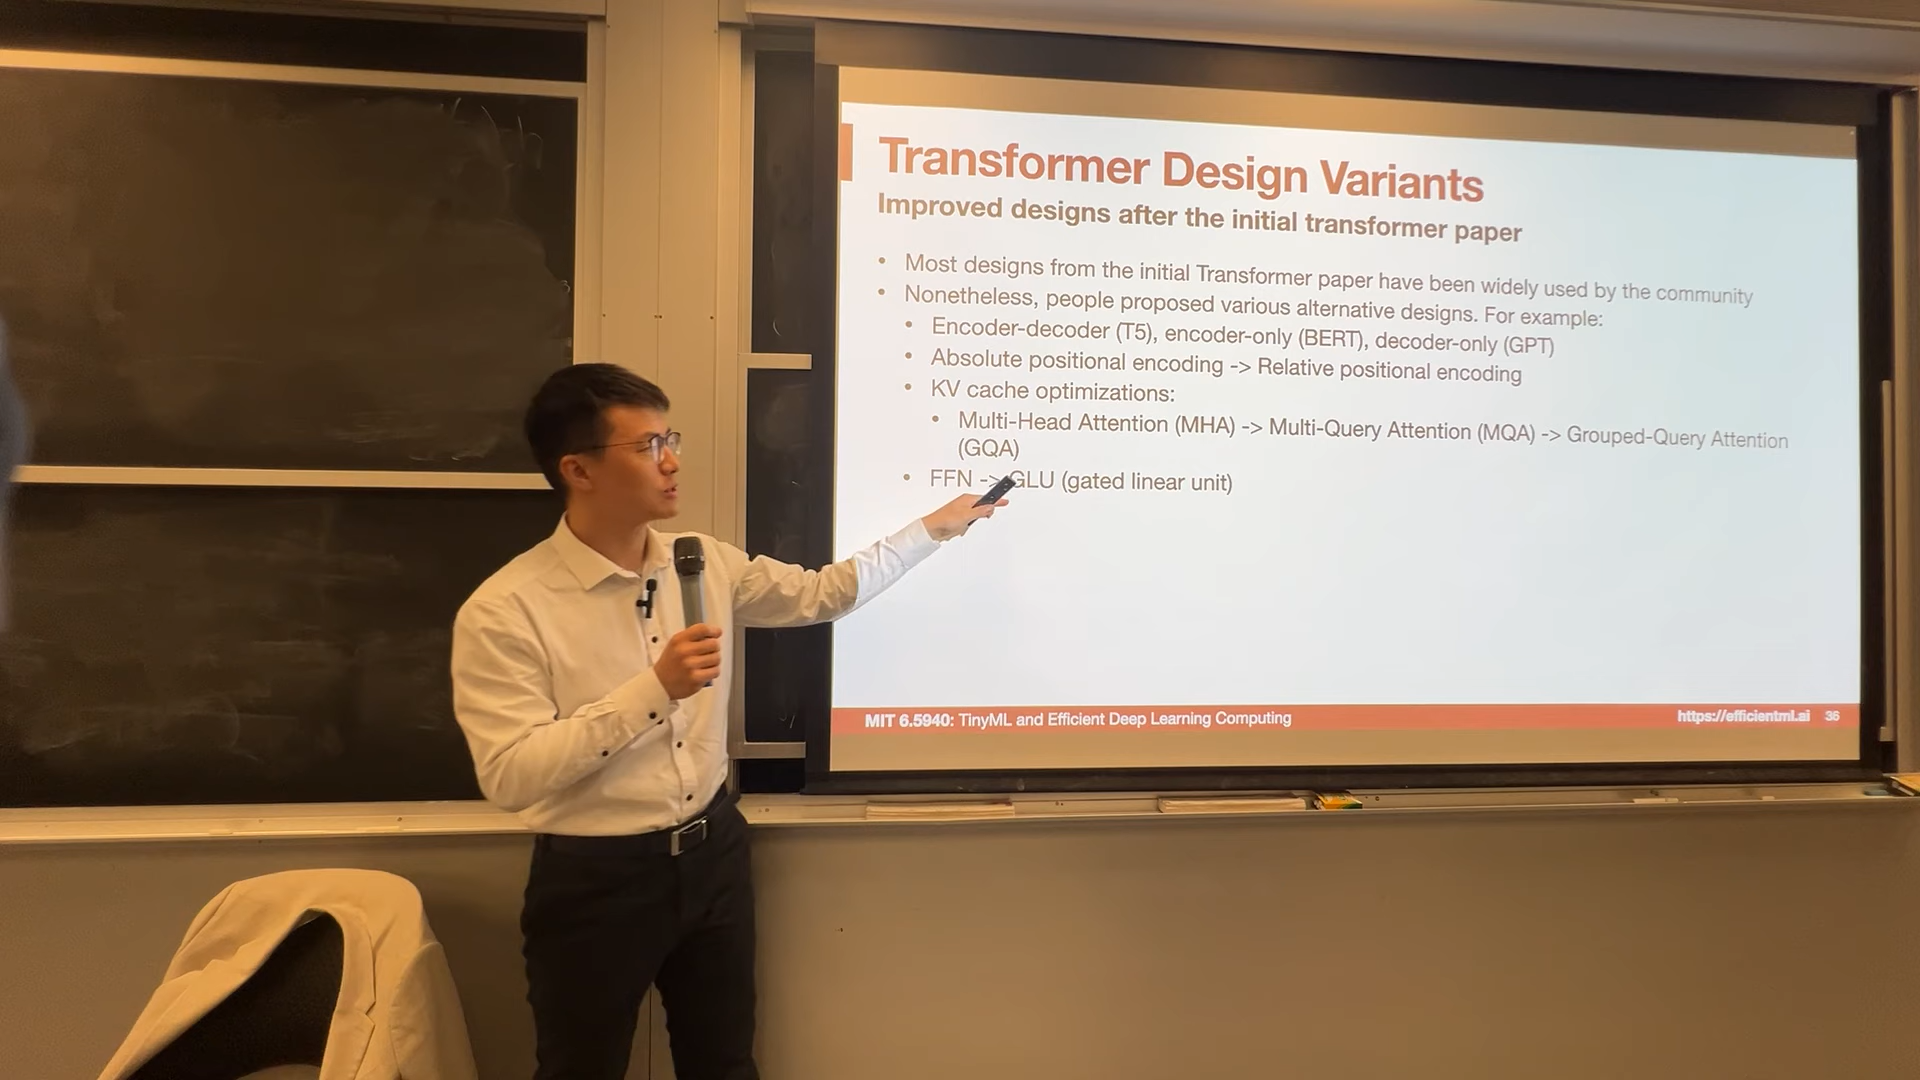 Transformer Design Variants
Improved designs after the initial transformer paper
• Most designs from the initial Transformer paper have been widely used by the community
• Nonetheless, people proposed various alternative designs. For example:
• Encoder-decoder (T5), encoder-only (BERT), decoder-only (GPT)
• Absolute positional encoding -> Relative positional encoding
• KV cache optimizations:
• Multi-Head Attention (MHA) -> Multi-Query Attention (MQA) -> Grouped-Query Attention
(GQA)
• FFN -> GLU (gated linear unit)
MIT 6.5940: TinyML and Efficient Deep Learning Computing
https://efficientml.ai 36